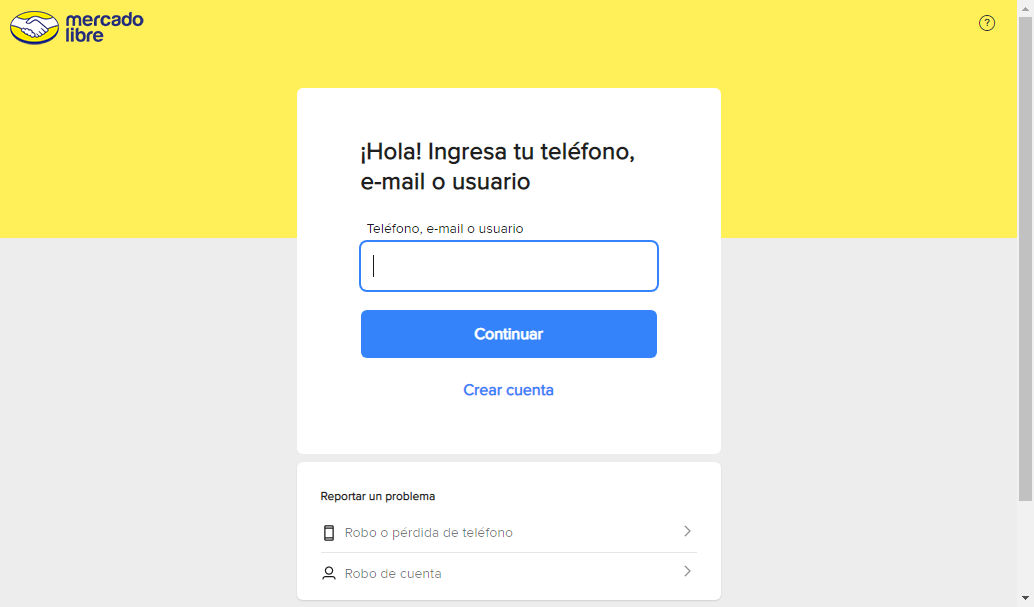 mercado
libre
?
¡Hola! Ingresa tu teléfono,
e-mail o usuario
Teléfono, e-mail o usuario
Continuar
Crear cuenta
Reportar un problema
Robo o pérdida de teléfono
Robo de cuenta